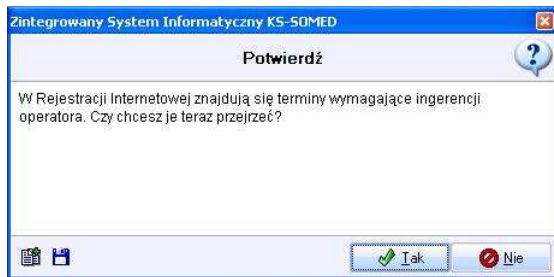 Zintegrowany System Informatyczny KS-SOMED
Potwierdź
W Rejestracji Internetowej znajdują się terminy wymagające ingerencji
operatora. Czy chcesz je teraz przejrzeć?
Tak
Nie